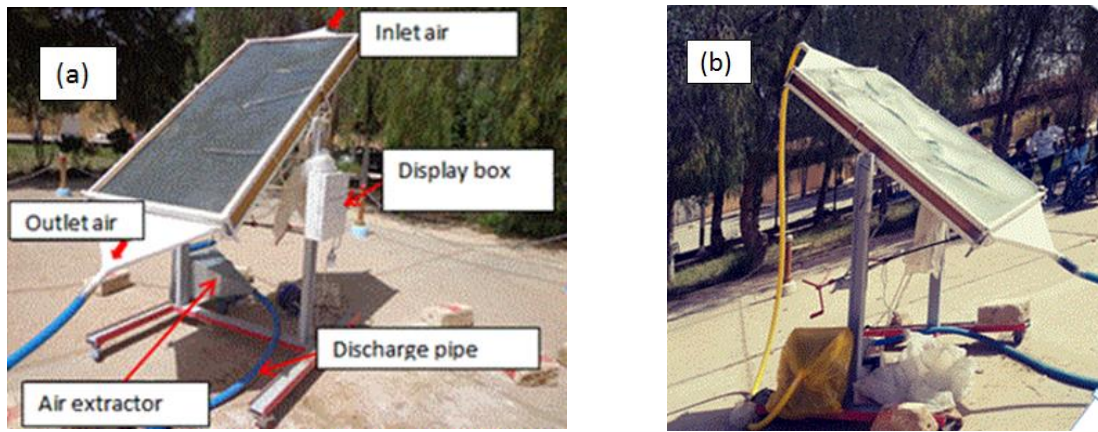 (a)
Inlet air
Display box
Outlet air
Discharge pipe
Air extractor
(b)